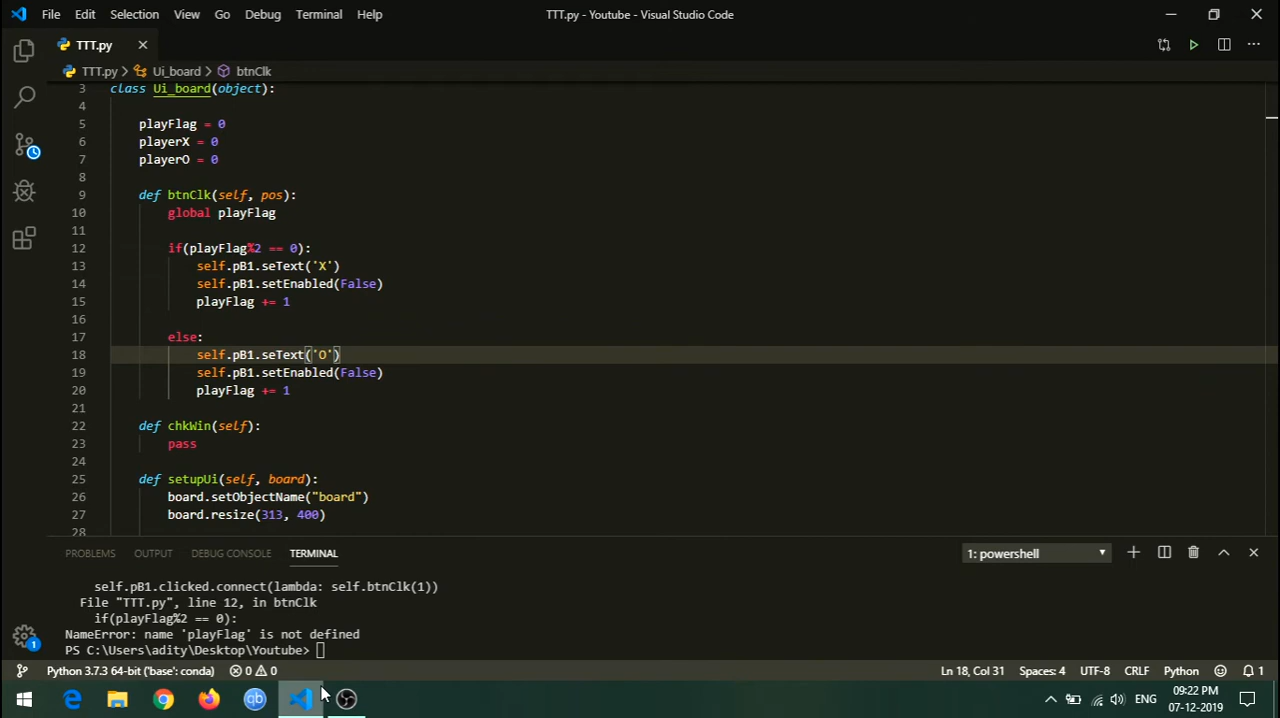 File Edit Selection View Go Debug Terminal Help TTT.py - Youtube - Visual Studio Code
TTT.py
TTT.py > Ui_board > btnClk
3 class Ui_board(object):
4
5 playFlag = 0
6 playerX = 0
7 playerO = 0
8
9 def btnClk(self, pos):
10 global playFlag
11
12 if(playFlag%2 == 0):
13 self.pB1.seText('X')
14 self.pB1.setEnabled(False)
15 playFlag += 1
16
17 else:
18 self.pB1.seText('O')
19 self.pB1.setEnabled(False)
20 playFlag += 1
21
22 def chkWin(self):
23 pass
24
25 def setupUi(self, board):
26 board.setObjectName("board")
27 board.resize(313, 400)
28
PROBLEMS OUTPUT DEBUG CONSOLE TERMINAL 1: powershell
self.pB1.clicked.connect(lambda: self.btnClk(1))
File "TTT.py", line 12, in btnClk
if(playFlag%2 == 0):
NameError: name 'playFlag' is not defined
PS C:\Users\adity\Desktop\Youtube>
1
Python 3.7.3 64-bit ('base': conda) 0 0 Ln 18, Col 31 Spaces: 4 UTF-8 CRLF Python 1
qb ENG 09:22 PM
07-12-2019